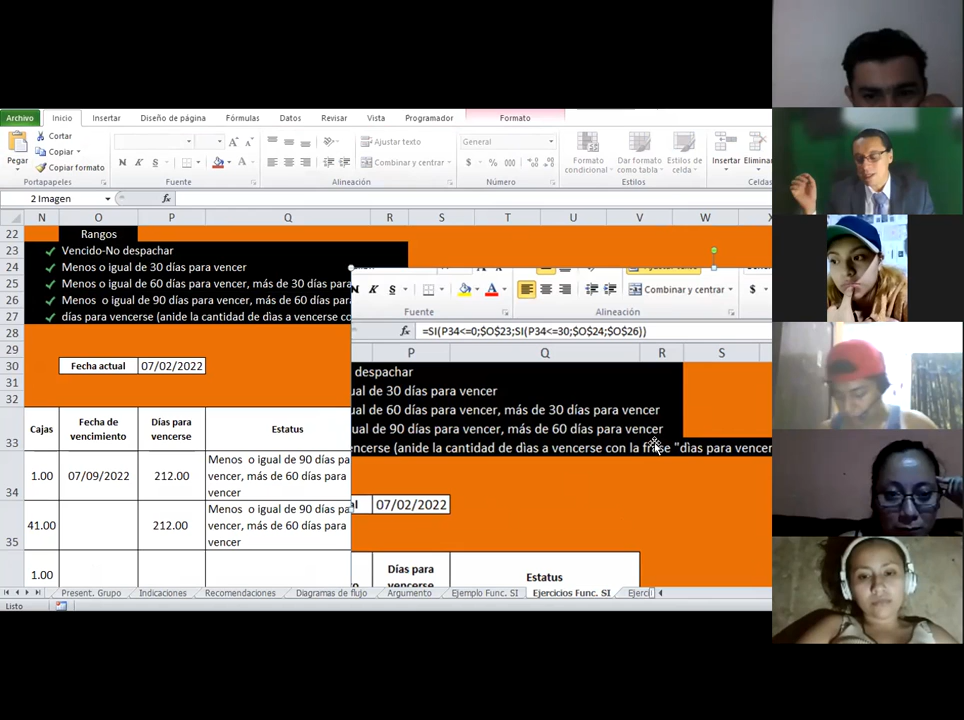 Archivo Inicio Insertar Diseño de página Fórmulas Datos Revisar Vista Programador Formato
Cortar
Copiar
Copiar formato
Pegar
Portapapeles
N K S
Fuente
Ajustar texto
Combinar y centrar
Alineación
General
$ % 000
Número
Formato condicional
Dar formato como tabla
Estilos de celda
Estilos
Insertar Eliminar
Celdas
2 Imagen fx
N O P Q R S T U V W
22 Rangos
23 Vencido-No despachar
24 Menos o igual de 30 días para vencer
25 Menos o igual de 60 días para vencer, más de 30 días para
26 Menos o igual de 90 días para vencer, más de 60 días para
27 días para vencerse (anide la cantidad de días a vencerse co
28
29
30 Fecha actual 07/02/2022
31
32
33 Cajas Fecha de vencimiento Días para vencerse Estatus
34 1.00 07/09/2022 212.00 Menos o igual de 90 días pa
vencer, más de 60 días para
vencer
35 41.00 212.00 Menos o igual de 90 días pa
vencer, más de 60 días para
vencer
1.00
N K S
Combinar y centrar $
Fuente Alineación
fx =SI(P34<=0;$O$23;SI(P34<=30;$O$24;$O$26))
P Q R S
despachar
ual de 30 días para vencer
ual de 60 días para vencer, más de 30 días para vencer
ual de 90 días para vencer, más de 60 días para vencer
encerse (anide la cantidad de dìas a vencerse con la frase "dìas para vencer
al 07/02/2022
Días para vencerse Estatus
Present. Grupo Indicaciones Recomendaciones Diagramas de flujo Argumento Ejemplo Func. SI Ejercicios Func. SI Ejerci
Listo